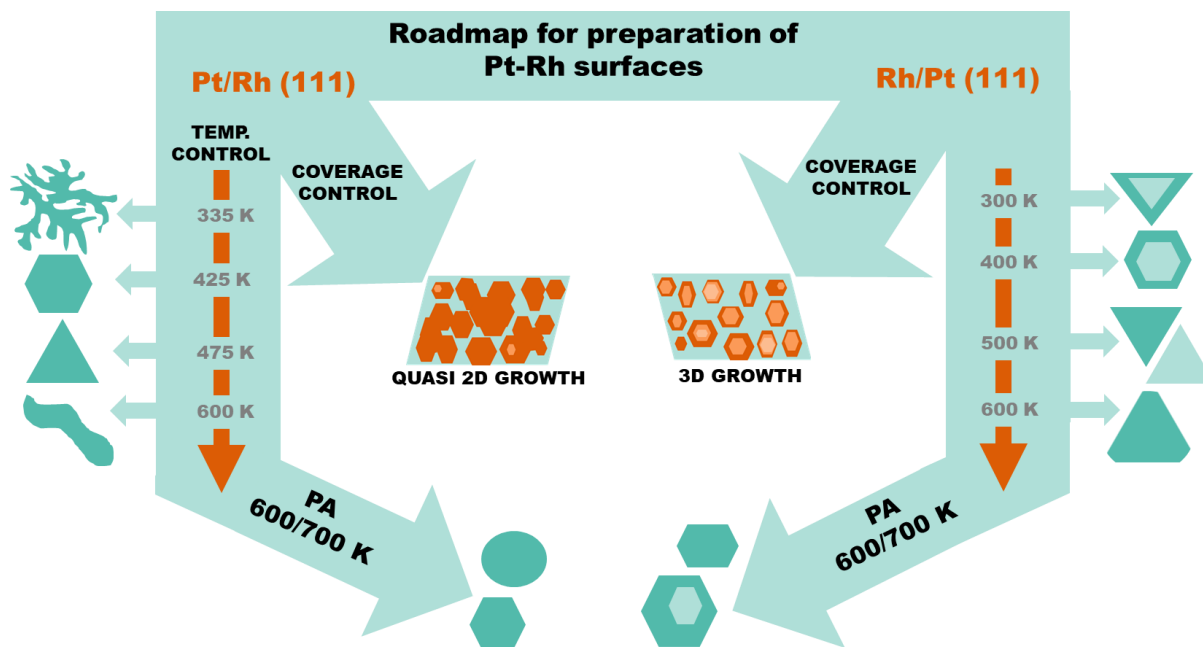 Roadmap for preparation of
Pt-Rh surfaces
Pt/Rh (111)
Rh/Pt (111)
TEMP.
CONTROL
COVERAGE
CONTROL
COVERAGE
CONTROL
335 K
425 K
475 K
600 K
300 K
400 K
500 K
600 K
QUASI 2D GROWTH
3D GROWTH
PA
600/700 K
PA
600/700 K